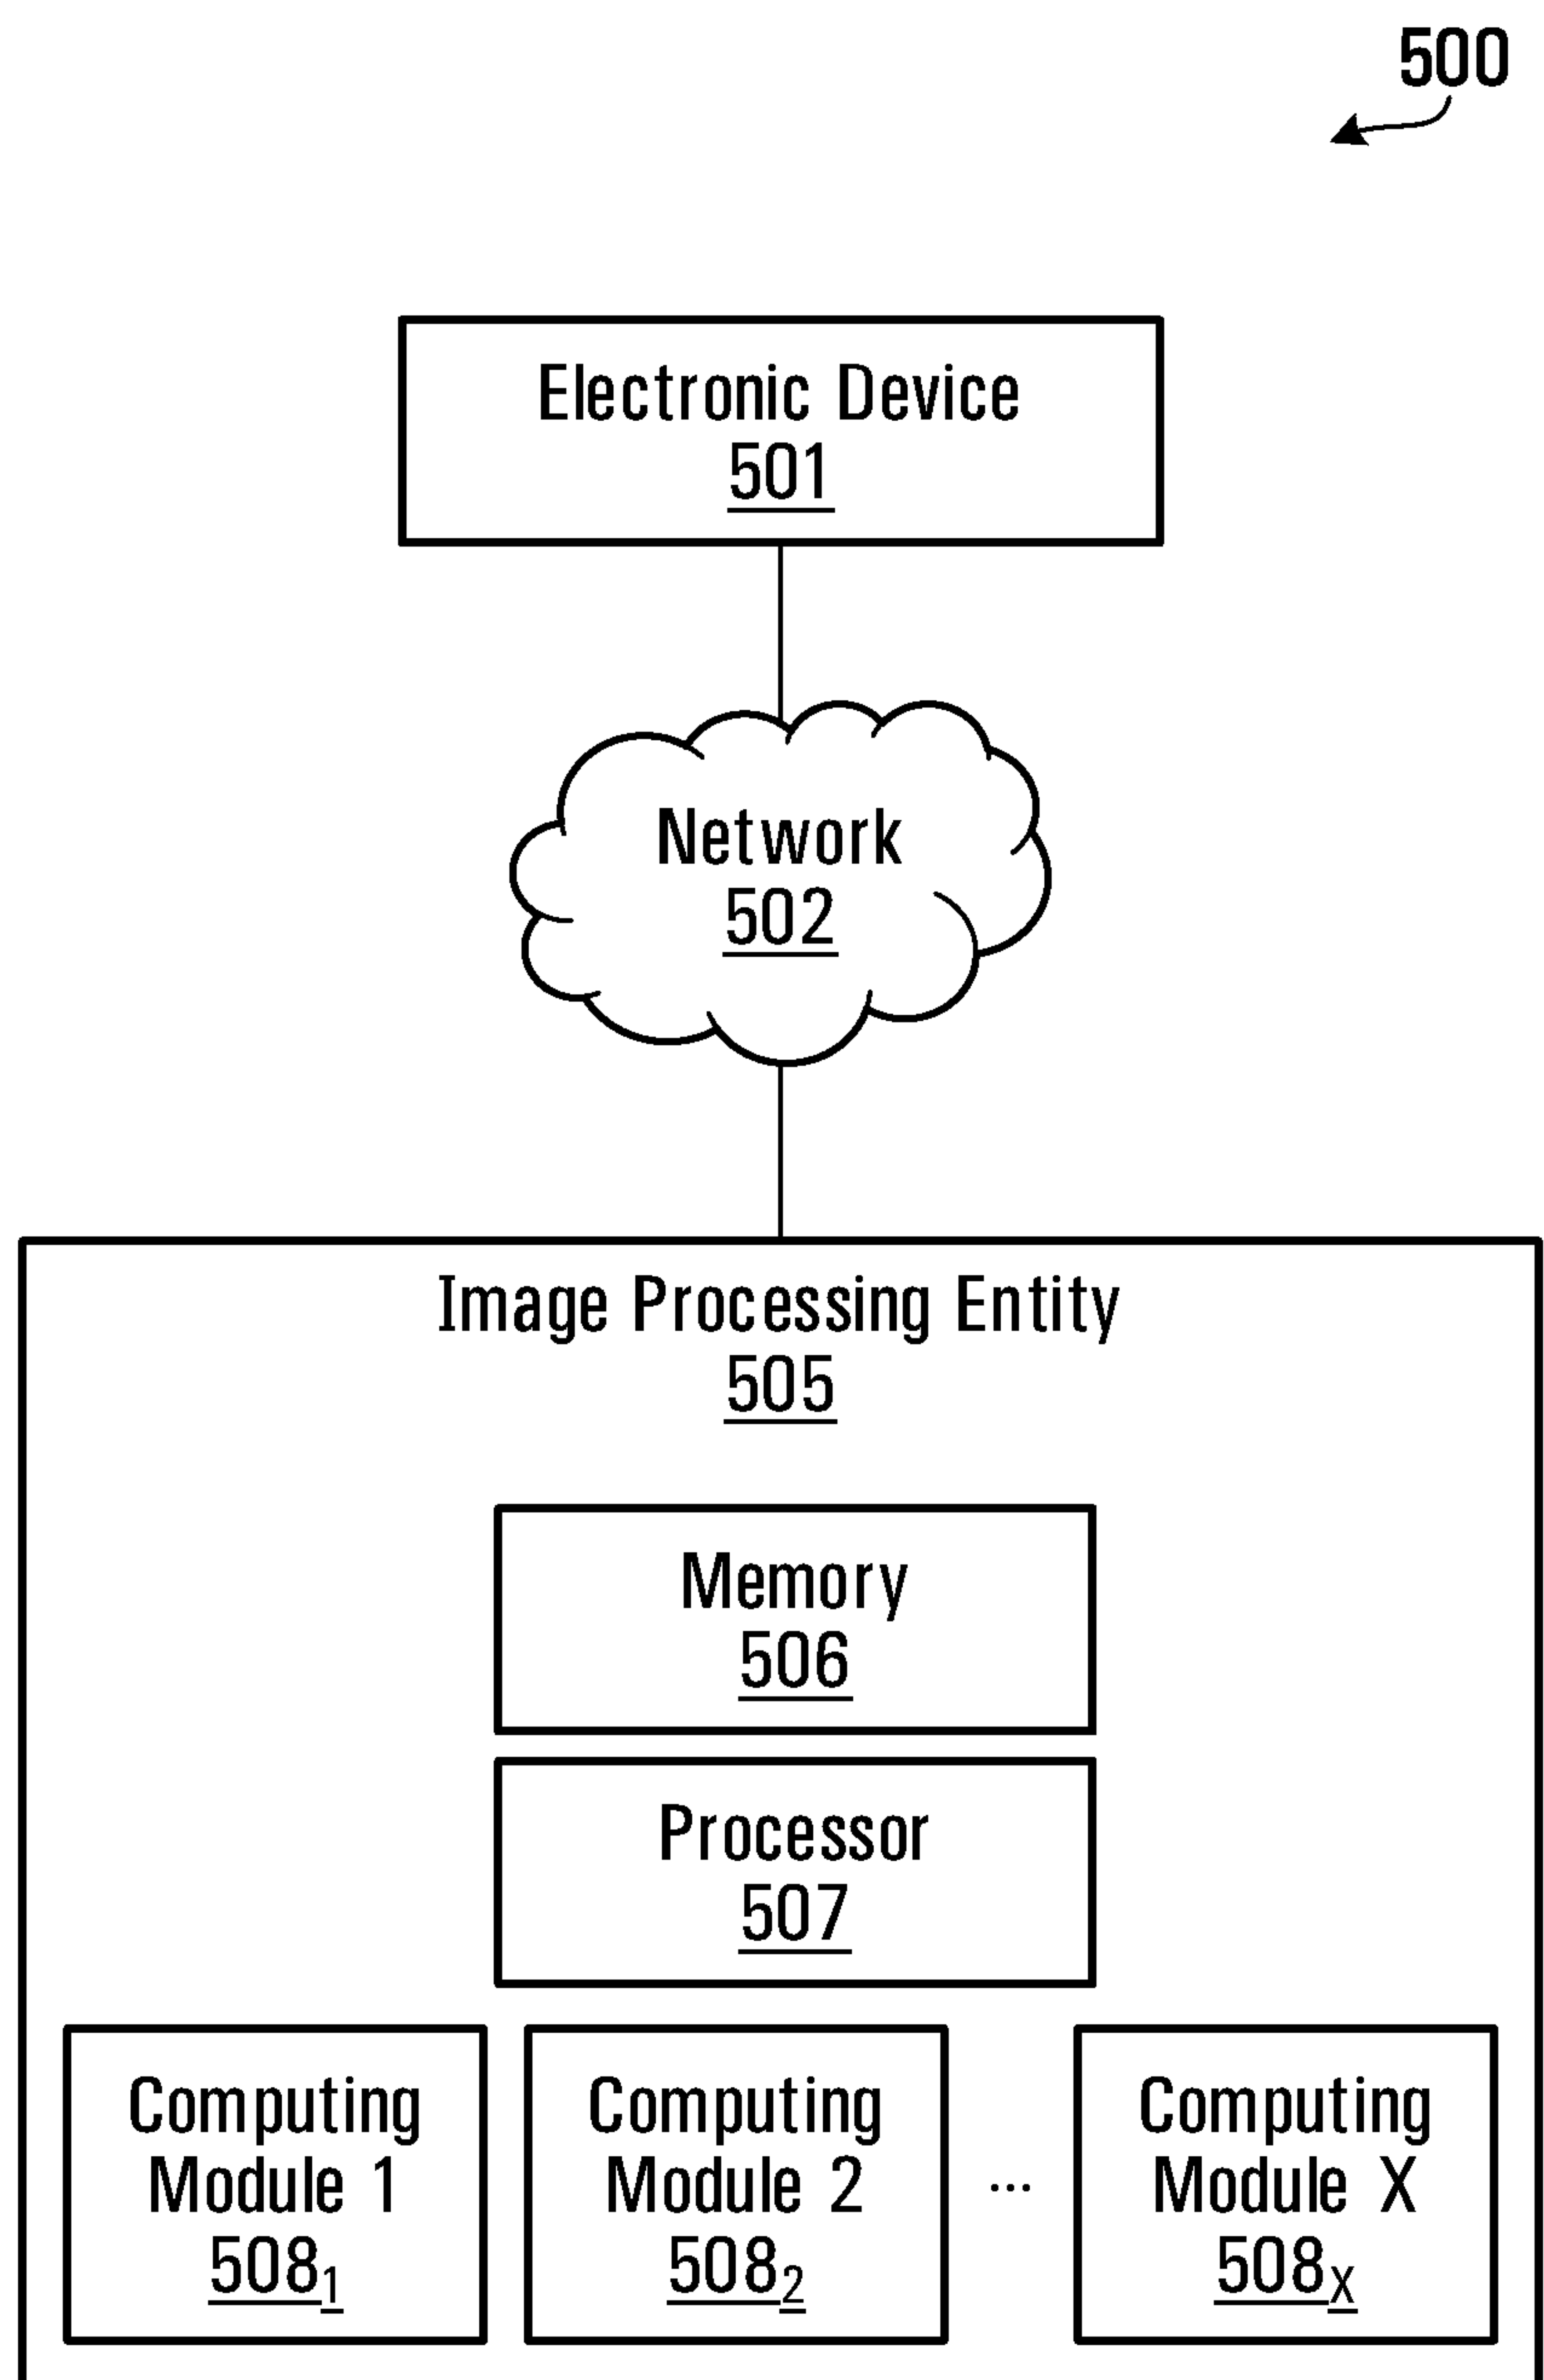 500
Electronic Device
501
Network
502
Image Processing Entity
505
Memory
506
Processor
507
Computing
Module 1
508₁
Computing
Module 2
508₂
...
Computing
Module X
508X